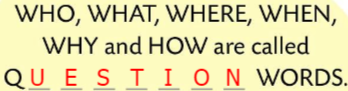 WHO, WHAT, WHERE, WHEN,
WHY and HOW are called
QUESTION WORDS.